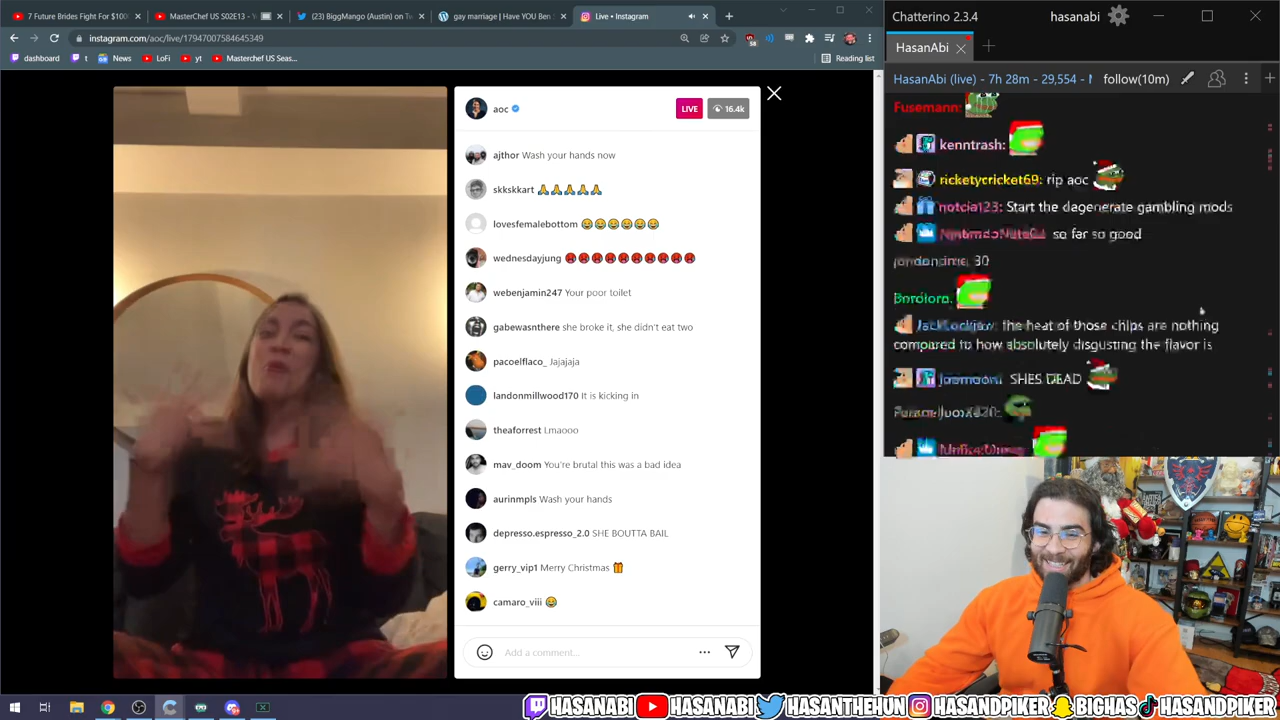 7 Future Brides Fight For $100
MasterChef US S02E13 - Y
(23) BiggMango (Austin) on Tw
gay marriage | Have YOU Ben S
Live • Instagram
instagram.com/aoc/live/17947007584645349
dashboard
t
News
LoFi
yt
Masterchef US Seas...
Reading list
aoc
LIVE
16.4k
ajthor Wash your hands now
skkskkart 🙏🙏🙏🙏🙏
lovesfemalebottom 😂😂😂😂😂😂
wednesdayjung
webenjamin247 Your poor toilet
gabewasnthere she broke it, she didn't eat two
pacoelflaco_ Jajajaja
landonmillwood170 It is kicking in
theaforrest Lmaooo
mav_doom You're brutal this was a bad idea
aurinmpls Wash your hands
depresso.espresso_2.0 SHE BOUTTA BAIL
gerry_vip1 Merry Christmas 🎁
camaro_viii 😂
Add a comment...
Chatterino 2.3.4
hasanabi
HasanAbi
HasanAbi (live) - 7h 28m - 29,554 - M
follow(10m)
Fusemann:
kenntrash:
ricketycricket69: rip aoc
notcia123: Start the degenerate gambling mods
so far so good
the heat of those chips are nothing
compared to how absolutely disgusting the flavor is
SHES DEAD
HASANABI
HASANABI
HASANTHEHUN
HASANDPIKER
BIGHAS
HASANDPIKER